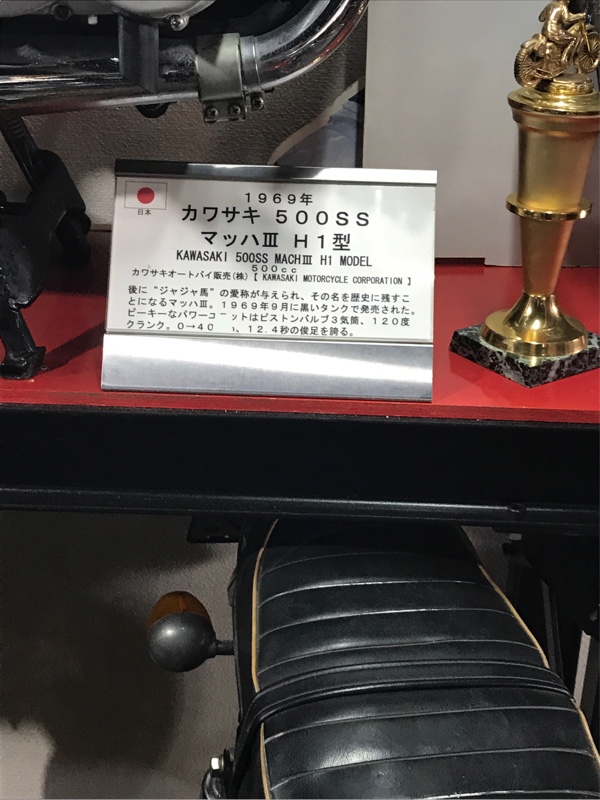 日本
1969年
カワサキ 500SS
マッハⅢ H1型
KAWASAKI 500SS MACHⅢ H1 MODEL
500cc
カワサキオートバイ販売(株)【 KAWASAKI MOTORCYCLE CORPORATION 】
後に“ジャジャ馬”の愛称が与えられ、その名を歴史に残すこ
とになるマッハⅢ。1969年9月に黒いタンクで発売された。
ピーキーなパワーユニットはピストンバルブ3気筒、120度
クランク。0→40 、12.4秒の俊足を誇る。